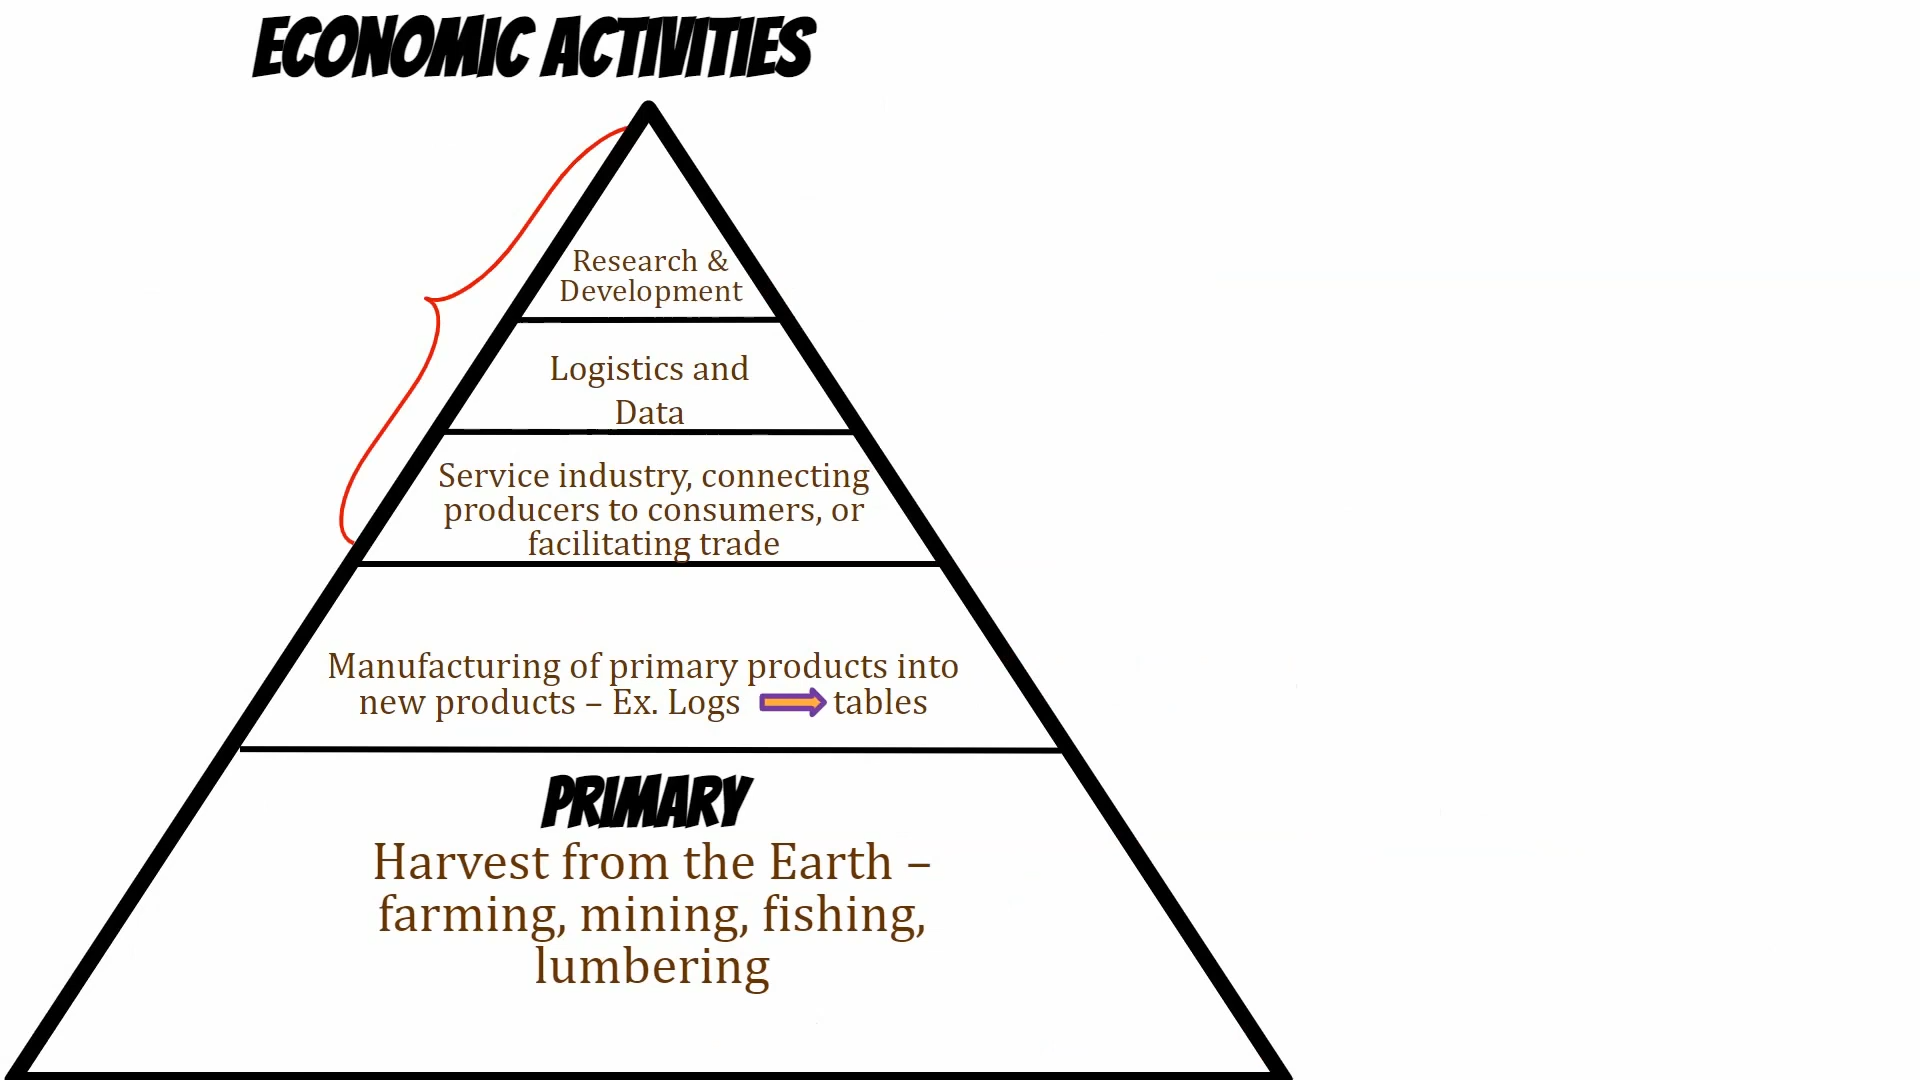 ECONOMIC ACTIVITIES
Research &
Development
Logistics and
Data
Service industry, connecting
producers to consumers, or
facilitating trade
Manufacturing of primary products into
new products – Ex. Logs tables
PRIMARY
Harvest from the Earth –
farming, mining, fishing,
lumbering